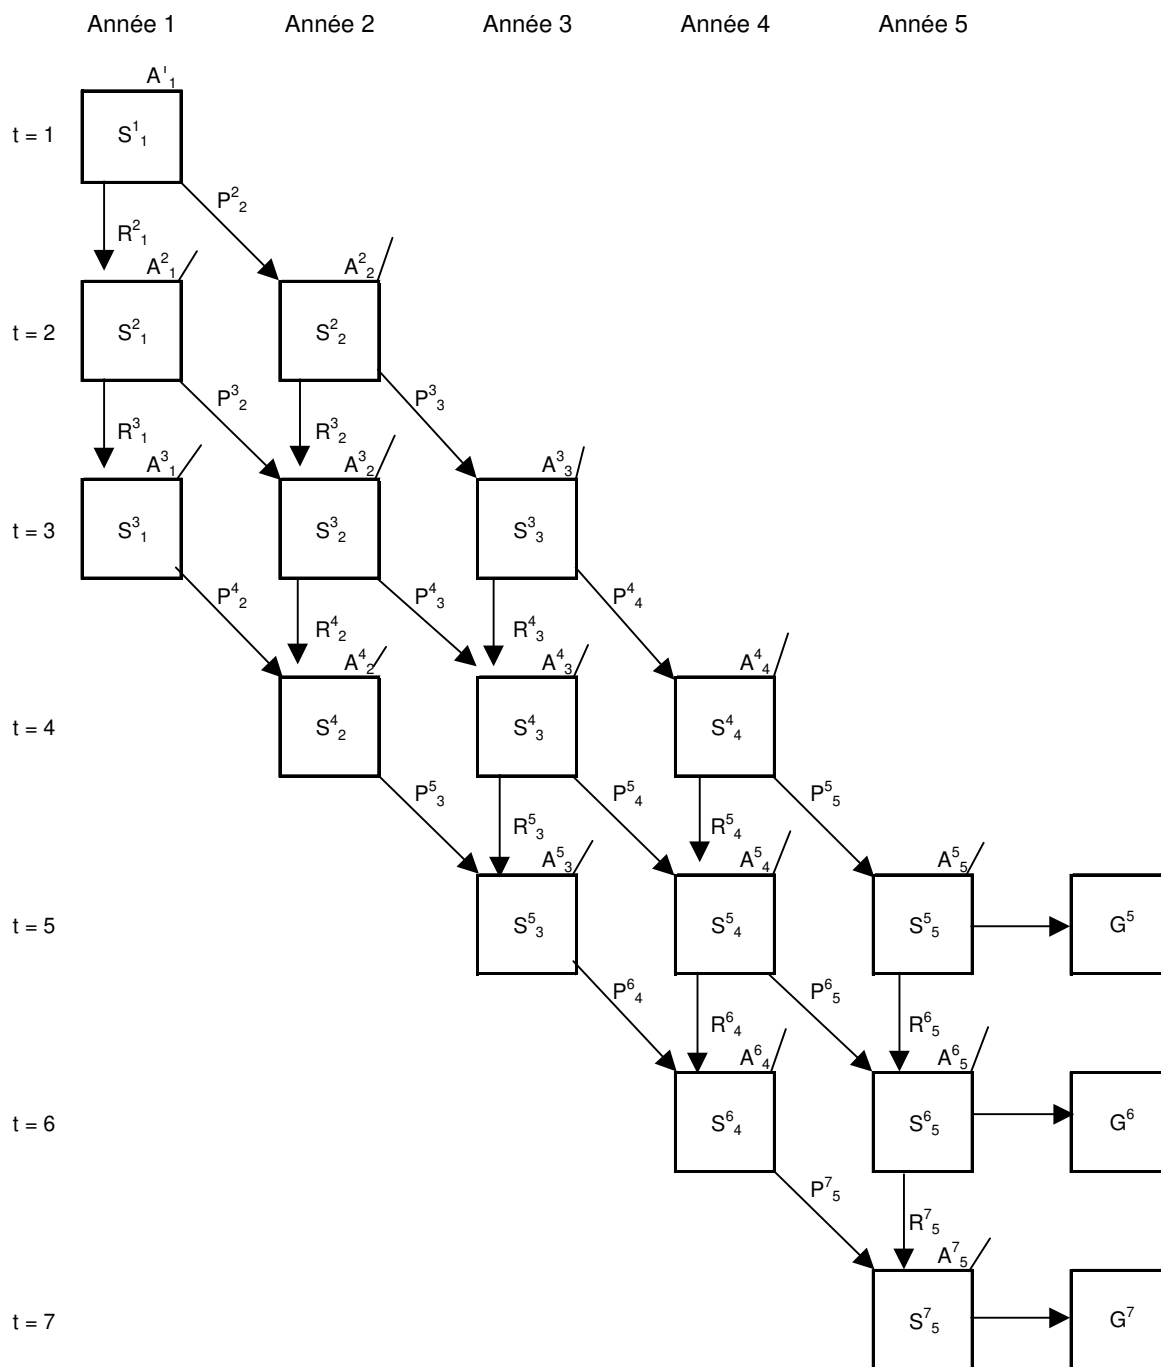 Année 1 Année 2 Année 3 Année 4 Année 5
A'₁
t = 1 S¹₁
P²₂
R²₁
A²₁ A²₂
t = 2 S²₁ S²₂
P³₂ P³₃
R³₁ R³₂
A³₁ A³₂ A³₃
t = 3 S³₁ S³₂ S³₃
P⁴₂ P⁴₃ P⁴₄
R⁴₂ R⁴₃
A⁴₂ A⁴₃ A⁴₄
t = 4 S⁴₂ S⁴₃ S⁴₄
P⁵₃ P⁵₄ P⁵₅
R⁵₃ R⁵₄
A⁵₃ A⁵₄ A⁵₅
t = 5 S⁵₃ S⁵₄ S⁵₅ G⁵
P⁶₄ P⁶₅
R⁶₄ R⁶₅
A⁶₄ A⁶₅
t = 6 S⁶₄ S⁶₅ G⁶
P⁷₅
R⁷₅
A⁷₅
t = 7 S⁷₅ G⁷